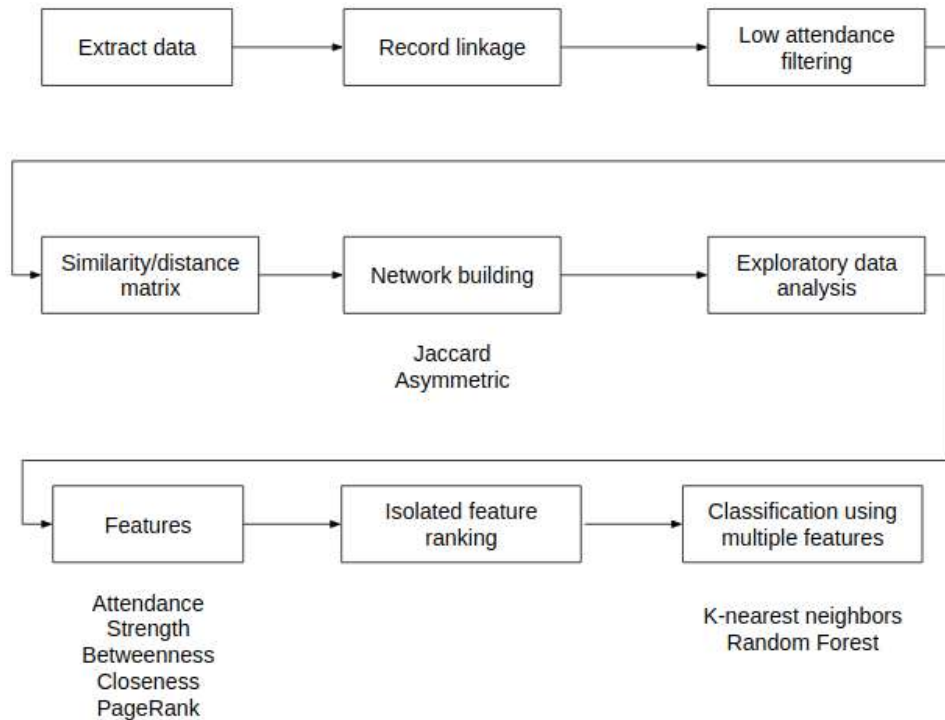 Extract data
Record linkage
Low attendance
filtering
Similarity/distance
matrix
Network building
Exploratory data
analysis
Jaccard
Asymmetric
Features
Isolated feature
ranking
Classification using
multiple features
Attendance
Strength
Betweenness
Closeness
PageRank
K-nearest neighbors
Random Forest